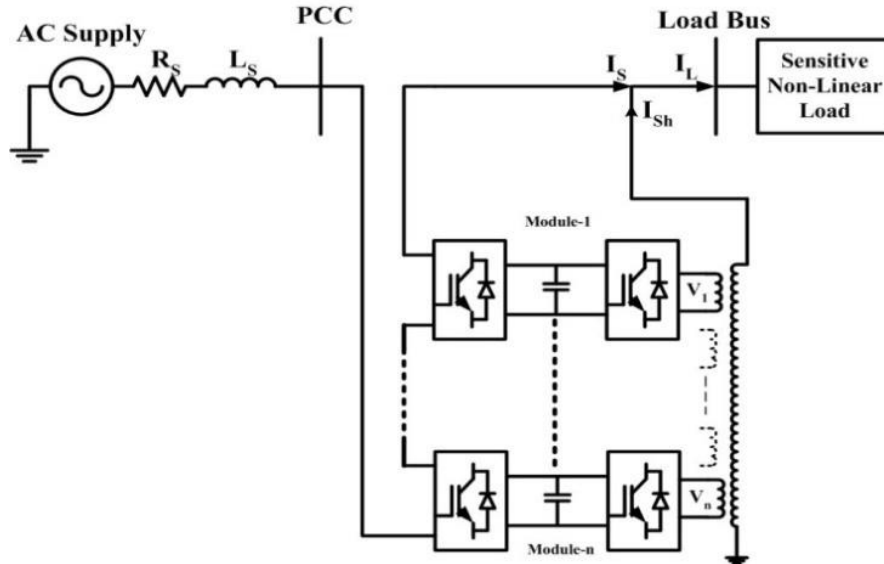 AC Supply
R_S
L_S
PCC
Load Bus
I_S
I_L
I_Sh
Sensitive
Non-Linear
Load
Module-1
V_1
V_n
Module-n